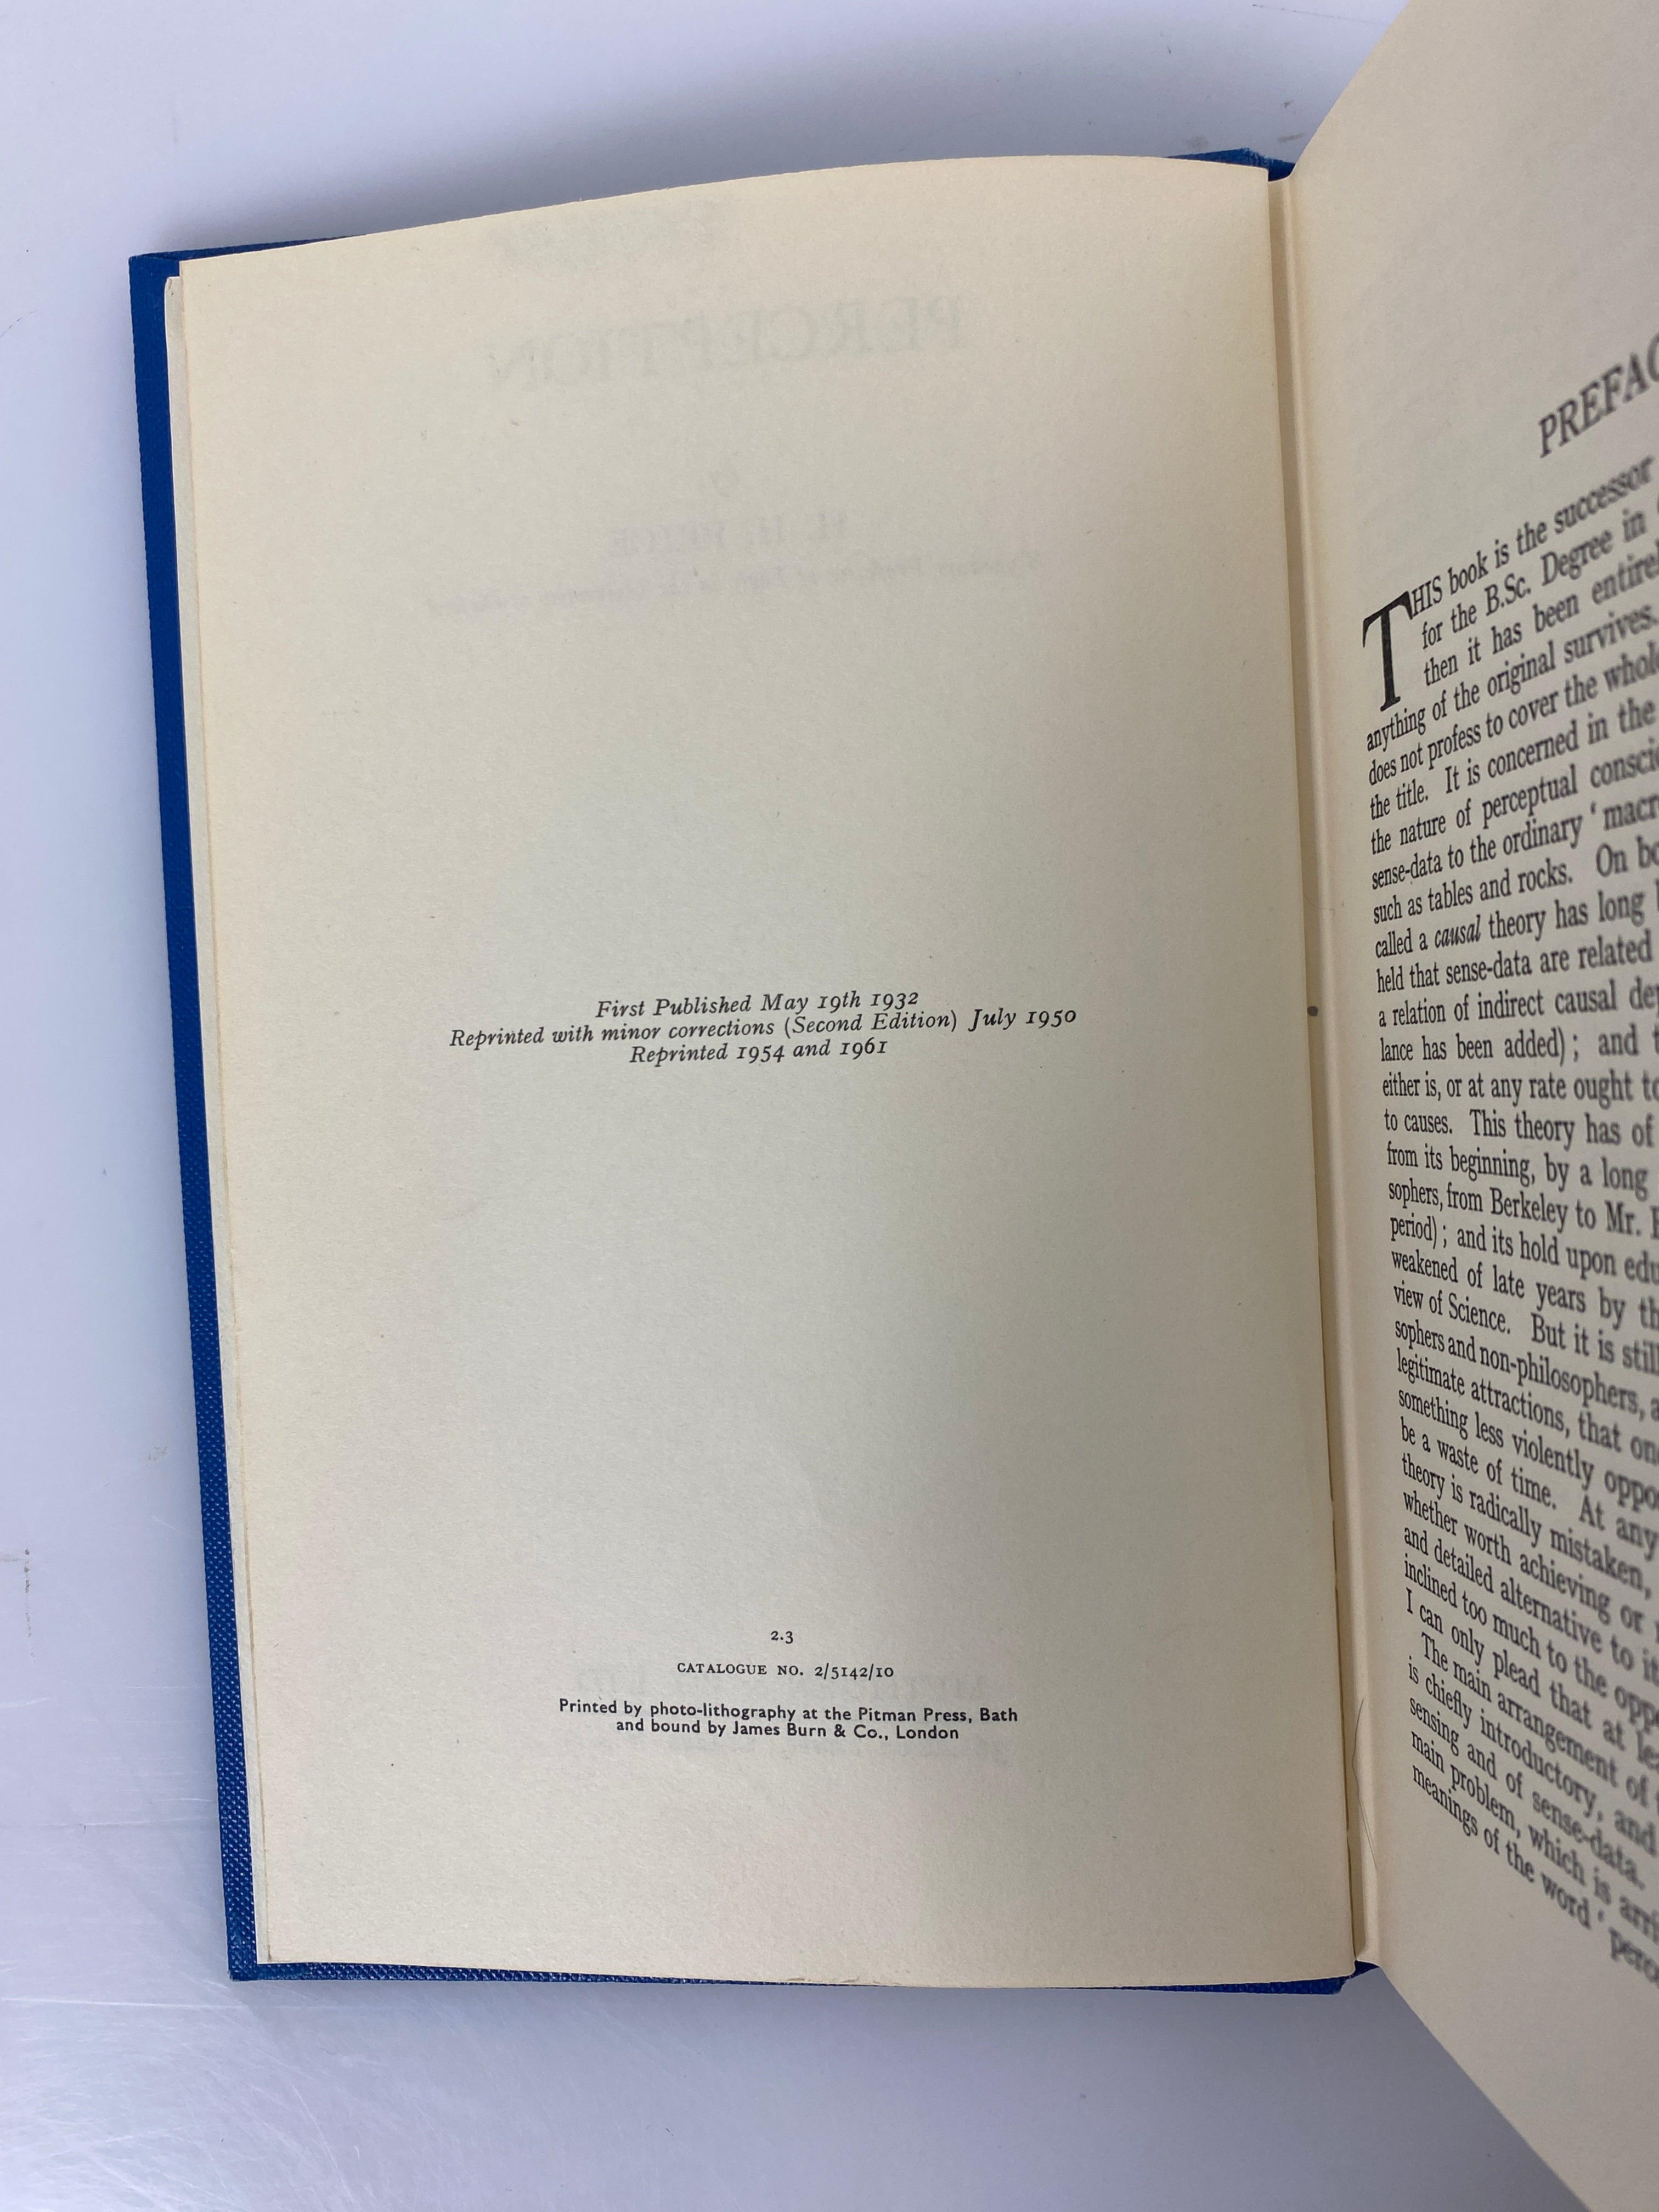 First Published May 19th 1932
Reprinted with minor corrections (Second Edition) July 1950
Reprinted 1954 and 1961
2.3
CATALOGUE NO. 2/5142/10
Printed by photo-lithography at the Pitman Press, Bath
and bound by James Burn & Co., London
PREFAC
THIS book is the successor
for the B.Sc. Degree in
then it has been entirel
anything of the original survives.
does not profess to cover the whol
the title. It is concerned in the
the nature of perceptual consci
sense-data to the ordinary ' macr
such as tables and rocks. On bo
called a causal theory has long
held that sense-data are related
a relation of indirect causal dep
lance has been added) ; and t
either is, or at any rate ought to
to causes. This theory has of
from its beginning, by a long
sophers, from Berkeley to Mr.
period) ; and its hold upon edu
weakened of late years by th
view of Science. But it is still
sophers and non-philosophers, a
legitimate attractions, that one
something less violently oppo
be a waste of time. At any
theory is radically mistaken,
whether worth achieving or
and detailed alternative to it
inclined too much to the oppo
I can only plead that at lea
The main arrangement of
is chiefly introductory, and
sensing and of sense-data.
main problem, which is arri
meanings of the word ' perce
PERCEPTION